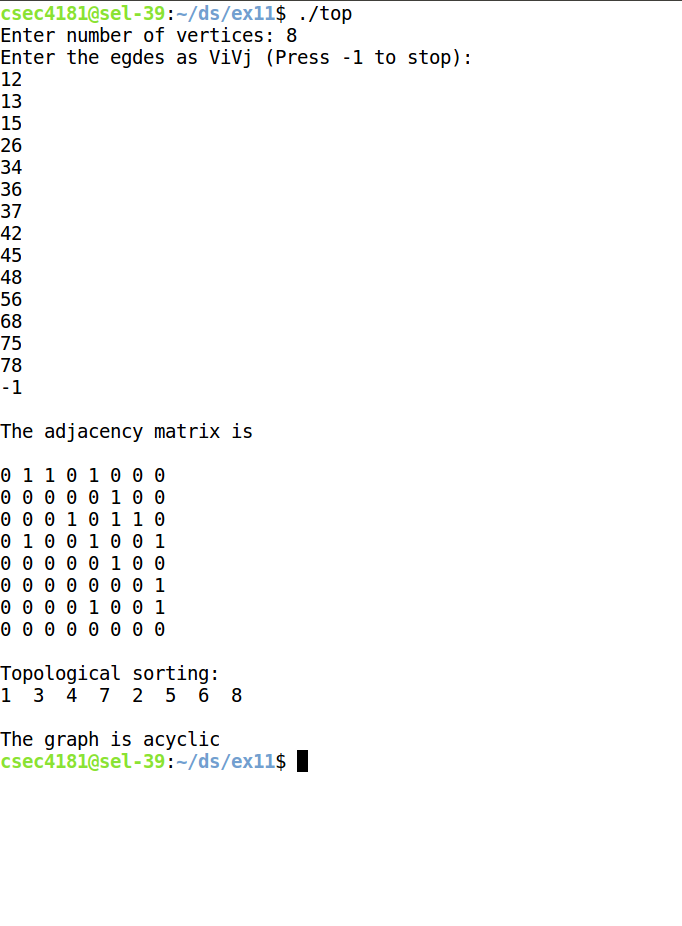 csec4181@sel-39:~/ds/ex11$ ./top
Enter number of vertices: 8
Enter the egdes as ViVj (Press -1 to stop):
12
13
15
26
34
36
37
42
45
48
56
68
75
78
-1
The adjacency matrix is
0 1 1 0 1 0 0 0
0 0 0 0 0 1 0 0
0 0 0 1 0 1 1 0
0 1 0 0 1 0 0 1
0 0 0 0 0 1 0 0
0 0 0 0 0 0 0 1
0 0 0 0 1 0 0 1
0 0 0 0 0 0 0 0
Topological sorting:
1  3  4  7  2  5  6  8
The graph is acyclic
csec4181@sel-39:~/ds/ex11$